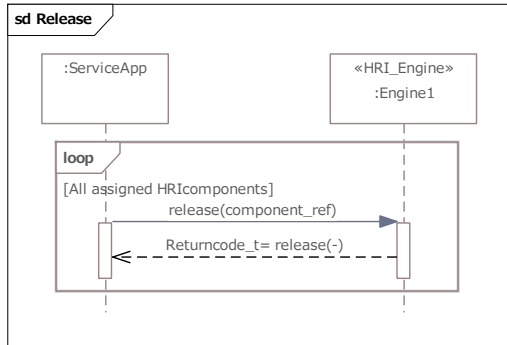 sd Release
:ServiceApp
«HRI_Engine»
:Engine1
loop
[All assigned HRIcomponents]
release(component_ref)
Returncode_t= release(-)